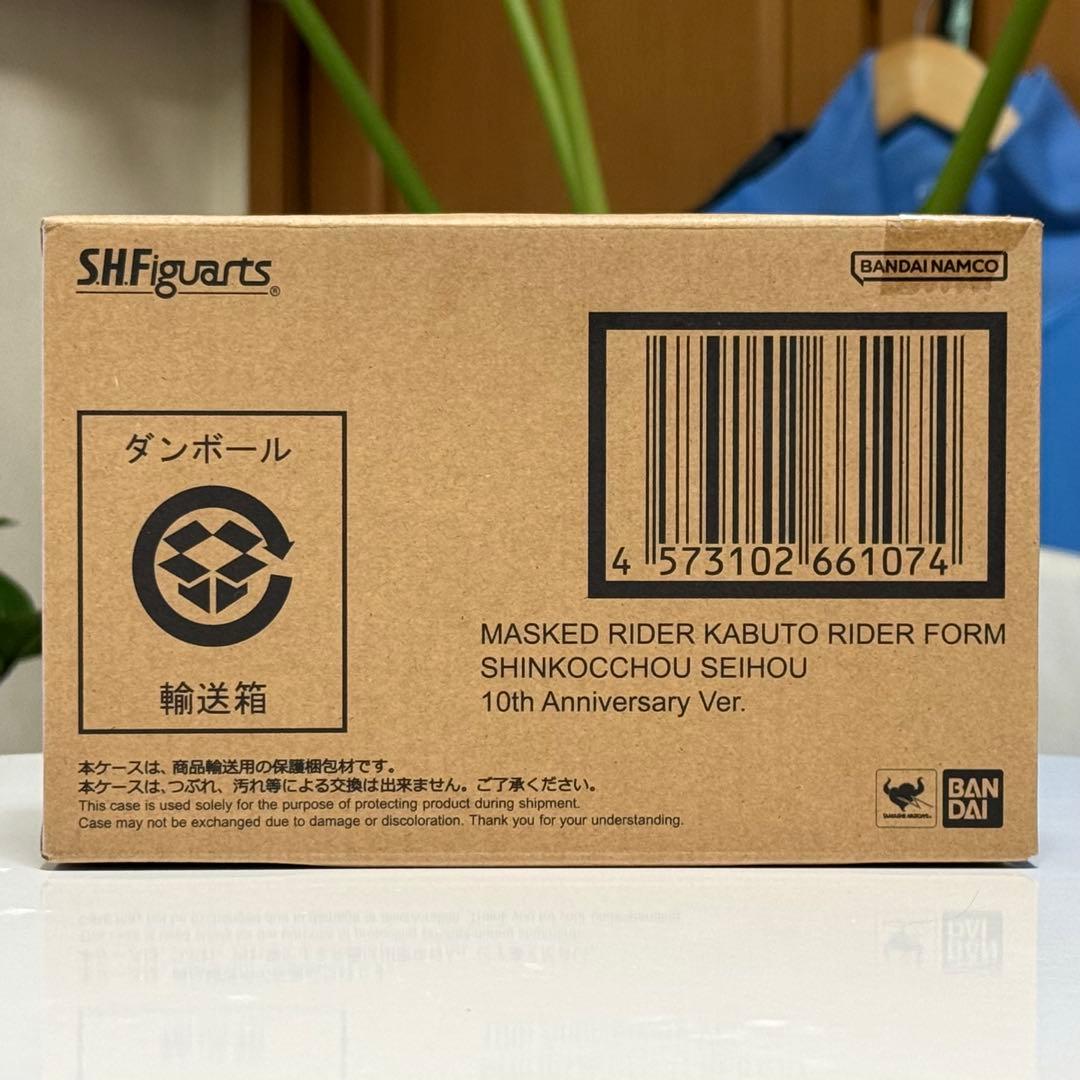 S.H.Figuarts®
BANDAI NAMCO
ダンボール
輸送箱
4 573102 661074
MASKED RIDER KABUTO RIDER FORM
SHINKOCCHOU SEIHOU
10th Anniversary Ver.
本ケースは、商品輸送用の保護梱包材です。
本ケースは、つぶれ、汚れ等による交換は出来ません。ご了承ください。
This case is used solely for the purpose of protecting product during shipment.
Case may not be exchanged due to damage or discoloration. Thank you for your understanding.
TAMASHII NATIONS
BAN
DAI